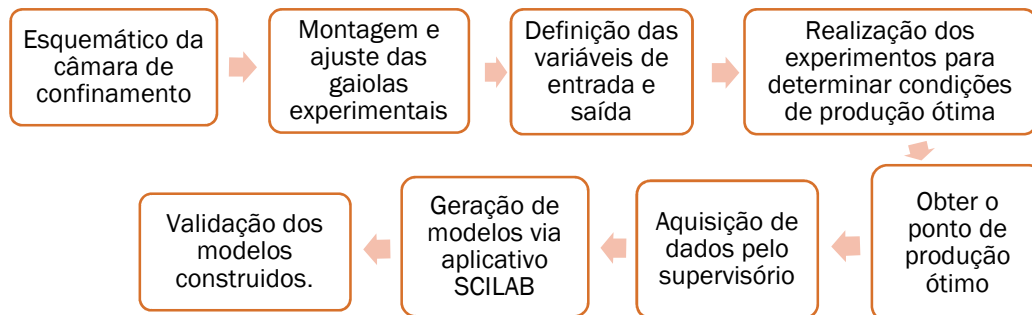 Esquemático da
câmara de
confinamento
Montagem e
ajuste das
gaiolas
experimentais
Definição das
variáveis de
entrada e
saída
Realização dos
experimentos para
determinar condições
de produção ótima
Obter o
ponto de
produção
ótimo
Aquisição de
dados pelo
supervisório
Geração de
modelos via
aplicativo
SCILAB
Validação dos
modelos
construidos.